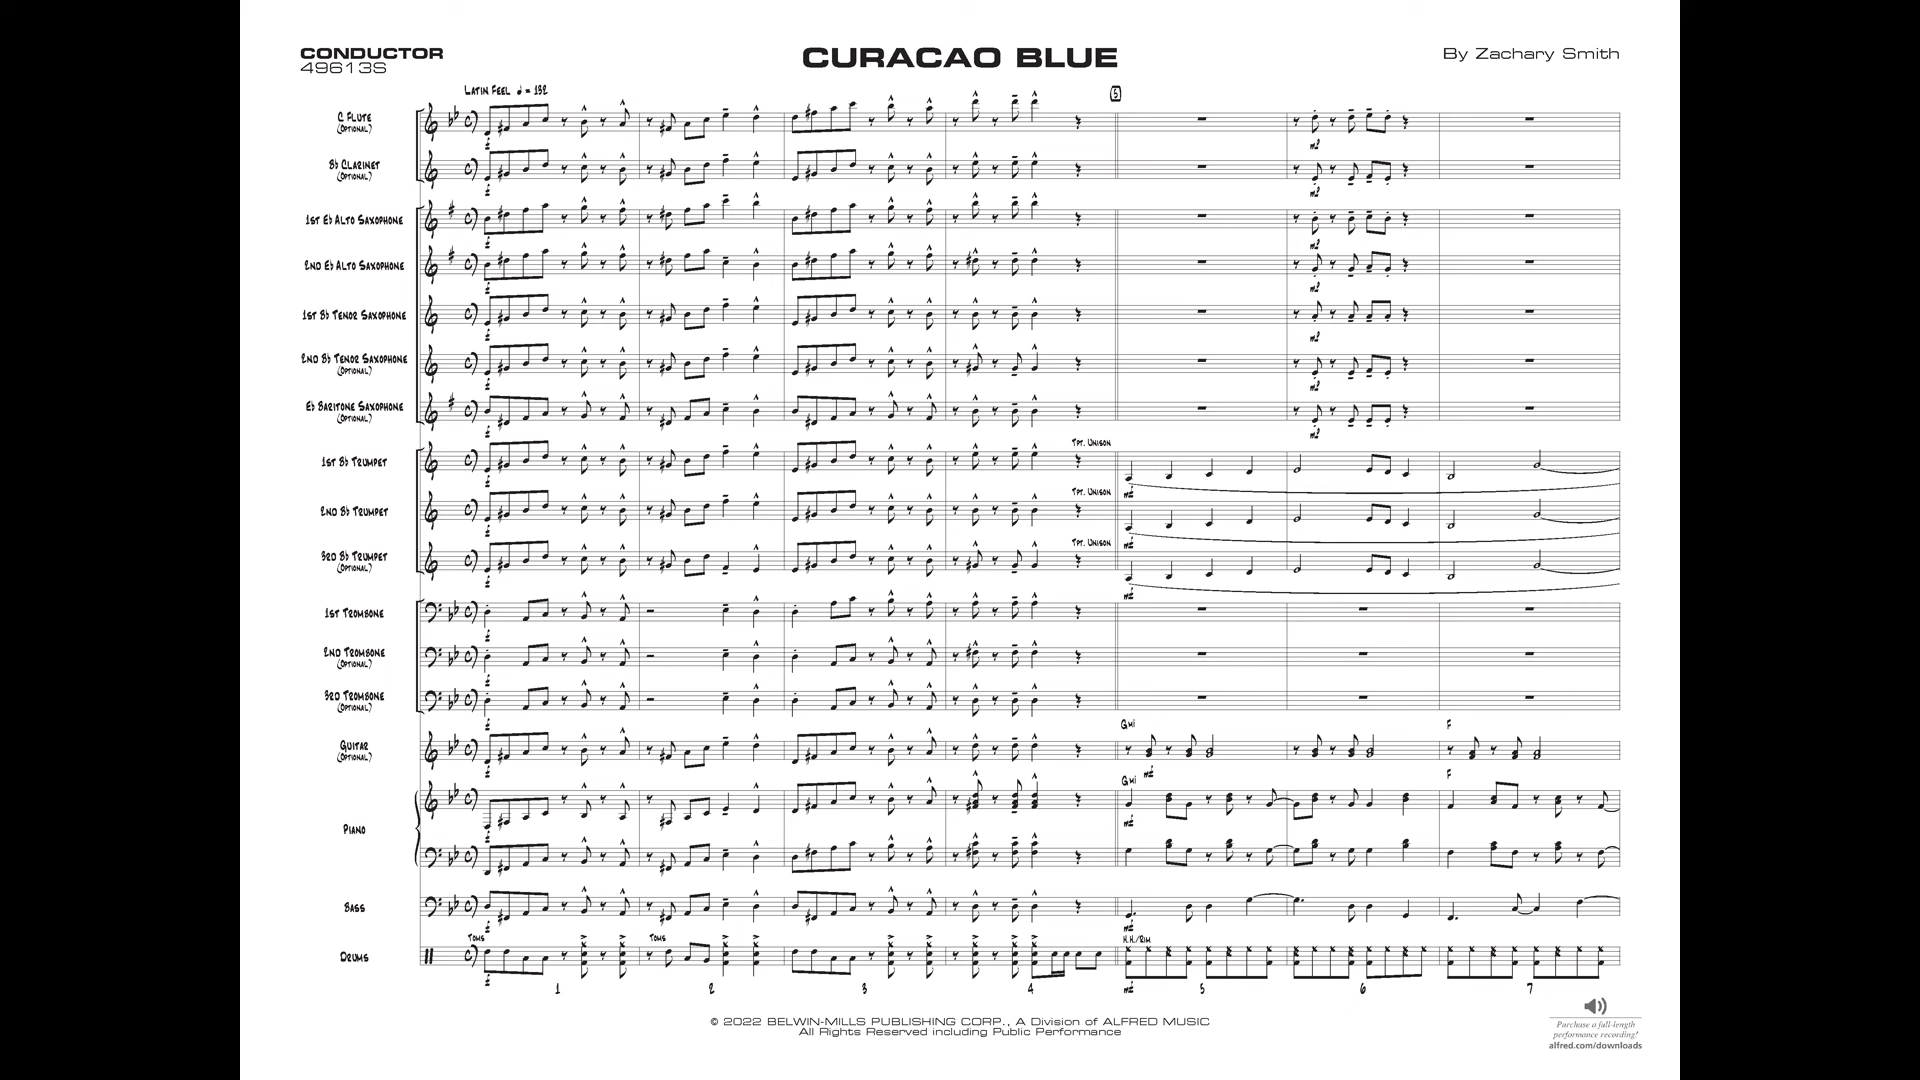 CONDUCTOR
49613S
CURACAO BLUE
By Zachary Smith
LATIN FEEL = 132
5
C FLUTE
(OPTIONAL)
B♭ CLARINET
(OPTIONAL)
1ST E♭ ALTO SAXOPHONE
2ND E♭ ALTO SAXOPHONE
1ST B♭ TENOR SAXOPHONE
2ND B♭ TENOR SAXOPHONE
(OPTIONAL)
E♭ BARITONE SAXOPHONE
(OPTIONAL)
TPT. UNISON
1ST B♭ TRUMPET
TPT. UNISON
2ND B♭ TRUMPET
TPT. UNISON
3RD B♭ TRUMPET
(OPTIONAL)
1ST TROMBONE
2ND TROMBONE
(OPTIONAL)
3RD TROMBONE
(OPTIONAL)
GMI F
GUITAR
(OPTIONAL)
GMI F
PIANO
BASS
TOMS TOMS H.H./RIM
DRUMS
1 2 3 4 5 6 7
© 2022 BELWIN-MILLS PUBLISHING CORP., A Division of ALFRED MUSIC
All Rights Reserved including Public Performance
Purchase a full-length
performance recording!
alfred.com/downloads